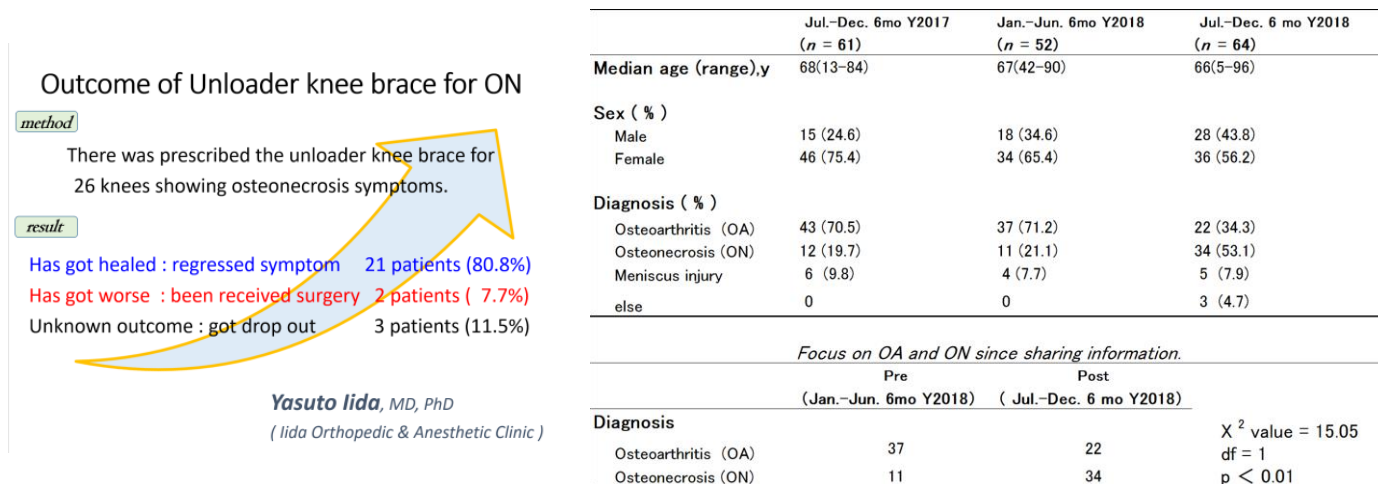 Outcome of Unloader knee brace for ON
method
There was prescribed the unloader knee brace for
26 knees showing osteonecrosis symptoms.
result
Has got healed : regressed symptom 21 patients (80.8%)
Has got worse : been received surgery 2 patients ( 7.7%)
Unknown outcome : got drop out 3 patients (11.5%)
Yasuto Iida, MD, PhD
( Iida Orthopedic & Anesthetic Clinic )
Jul.-Dec. 6mo Y2017 Jan.-Jun. 6mo Y2018 Jul.-Dec. 6 mo Y2018
(n = 61) (n = 52) (n = 64)
Median age (range),y 68(13-84) 67(42-90) 66(5-96)
Sex ( % )
Male 15 (24.6) 18 (34.6) 28 (43.8)
Female 46 (75.4) 34 (65.4) 36 (56.2)
Diagnosis ( % )
Osteoarthritis (OA) 43 (70.5) 37 (71.2) 22 (34.3)
Osteonecrosis (ON) 12 (19.7) 11 (21.1) 34 (53.1)
Meniscus injury 6 (9.8) 4 (7.7) 5 (7.9)
else 0 0 3 (4.7)
Focus on OA and ON since sharing information.
Pre Post
(Jan.-Jun. 6mo Y2018) ( Jul.-Dec. 6 mo Y2018)
Diagnosis
Osteoarthritis (OA) 37 22
Osteonecrosis (ON) 11 34
X ² value = 15.05
df = 1
p < 0.01